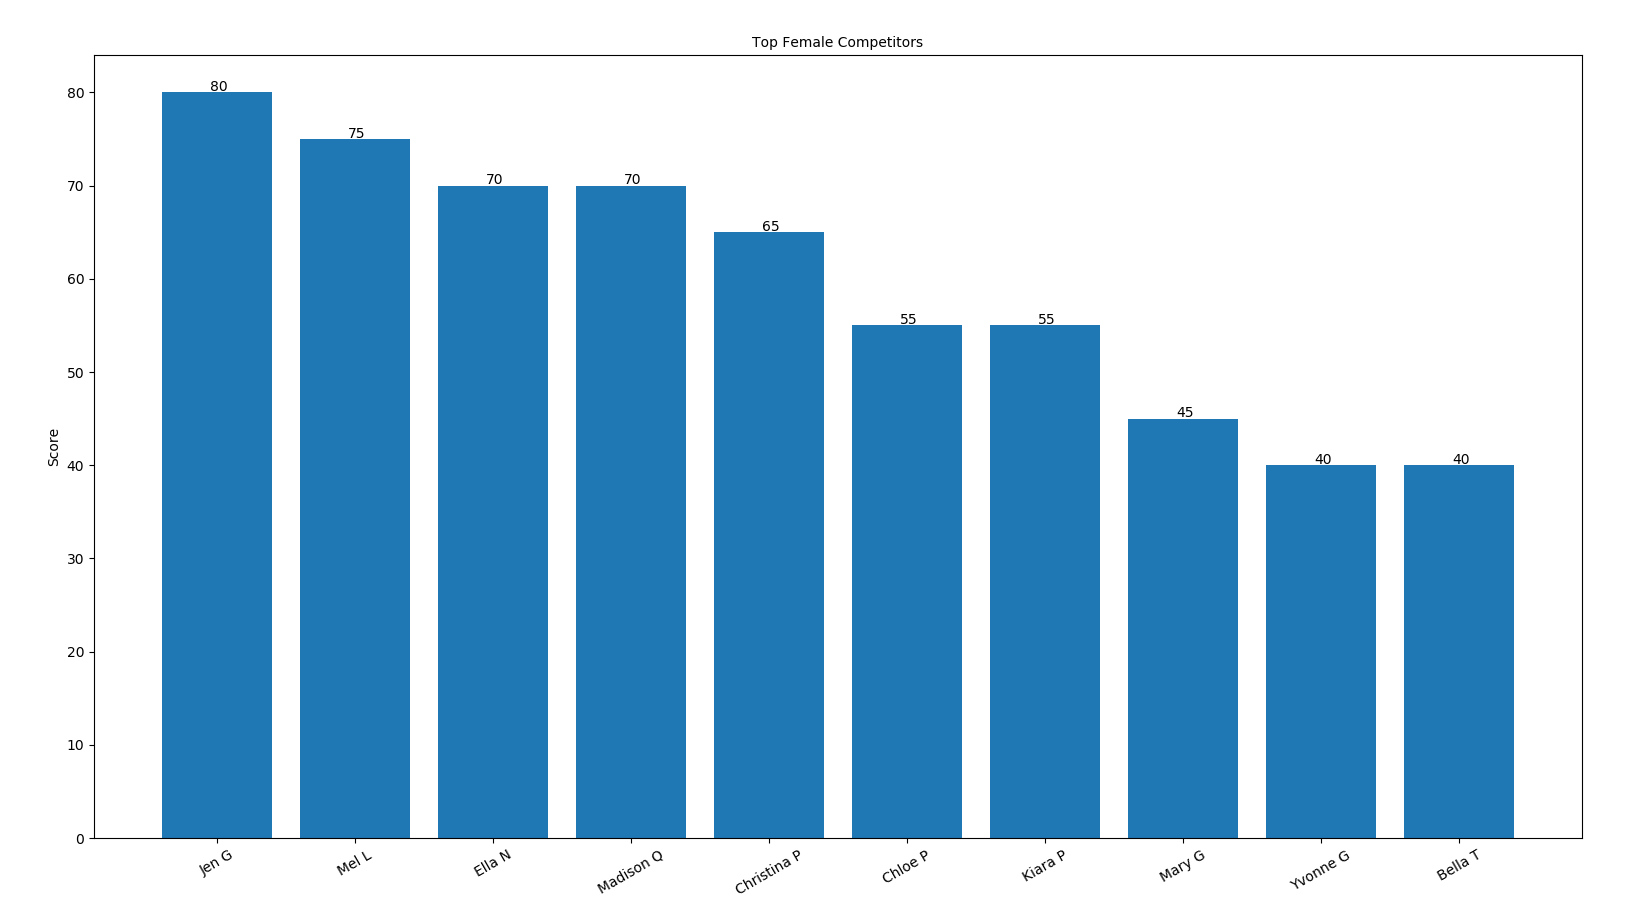 Top Female Competitors
80
75
70
70
65
55
55
45
40
40
80
70
60
50
40
30
20
10
0
Score
Jen G
Mel L
Ella N
Madison Q
Christina P
Chloe P
Kiara P
Mary G
Yvonne G
Bella T